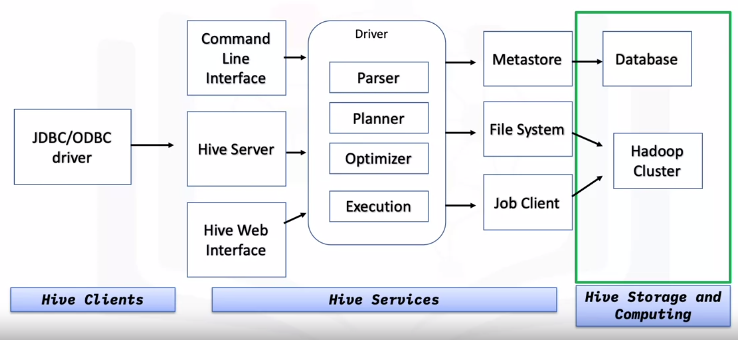 Command
Line
Interface
Driver
Parser
Planner
Optimizer
Execution
Metastore
Database
JDBC/ODBC
driver
Hive Server
File System
Hadoop
Cluster
Hive Web
Interface
Job Client
Hive Clients
Hive Services
Hive Storage and
Computing